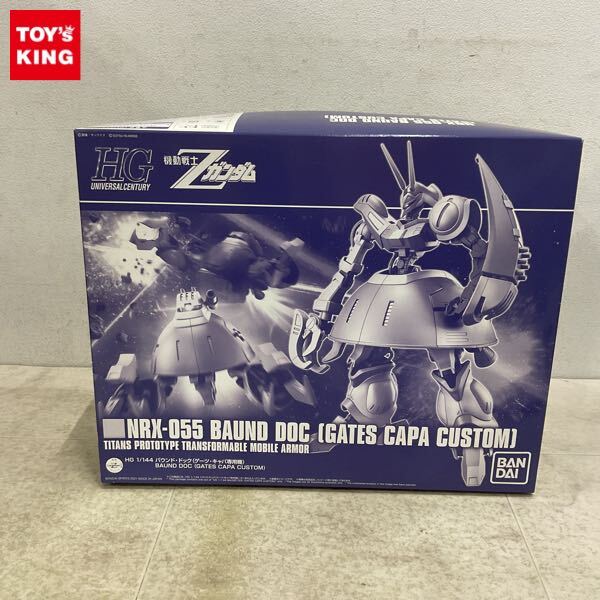 TOY'S
KING
HG
UNIVERSAL CENTURY
機動戦士
Zガンダム
NRX-055 BAUND DOC [GATES CAPA CUSTOM]
TITANS PROTOTYPE TRANSFORMABLE MOBILE ARMOR
HG 1/144 バウンド・ドック(ゲーツ・キャパ専用機)
BAUND DOC (GATES CAPA CUSTOM)
BAN
DAI